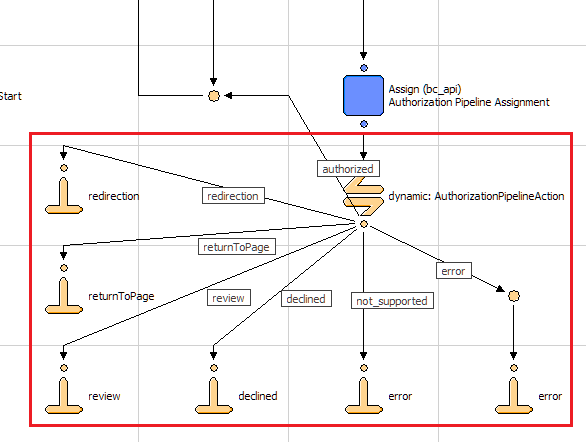 Start
Assign (bc_api)
Authorization Pipeline Assignment
authorized
redirection
redirection
dynamic: AuthorizationPipelineAction
returnToPage
error
returnToPage
review
declined
not_supported
review
declined
error
error